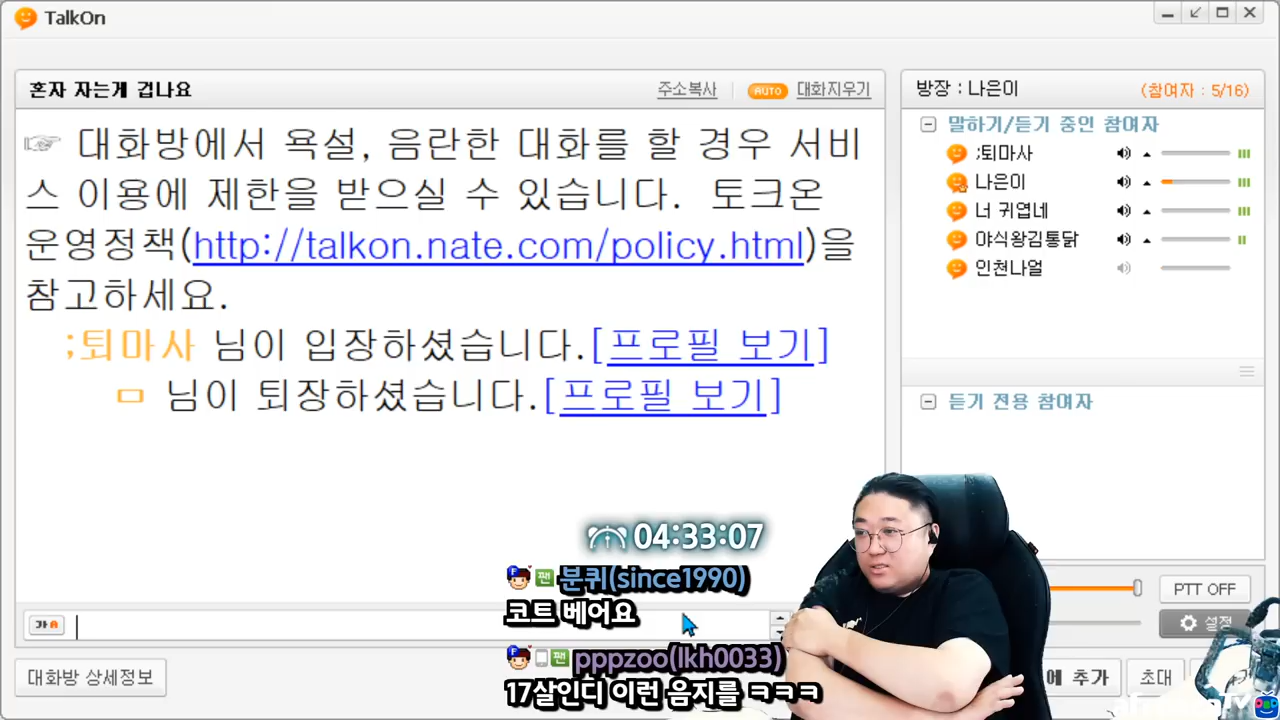 TalkOn
혼자 자는게 겁나요
주소복사
AUTO
대화지우기
☞ 대화방에서 욕설, 음란한 대화를 할 경우 서비
스 이용에 제한을 받으실 수 있습니다. 토크온
운영정책(http://talkon.nate.com/policy.html)을
참고하세요.
;퇴마사 님이 입장하셨습니다.[프로필 보기]
ㅁ 님이 퇴장하셨습니다.[프로필 보기]
방장 : 나은이
(참여자 : 5/16)
말하기/듣기 중인 참여자
;퇴마사
나은이
너 귀엽네
야식왕김통닭
인천나얼
듣기 전용 참여자
04:33:07
F 팬 분퀴(since1990)
코트 베어요
F 팬 pppzoo(lkh0033)
17살인디 이런 음지를 ㅋㅋㅋ
가A
대화방 상세정보
PTT OFF
설정
에 추가
초대